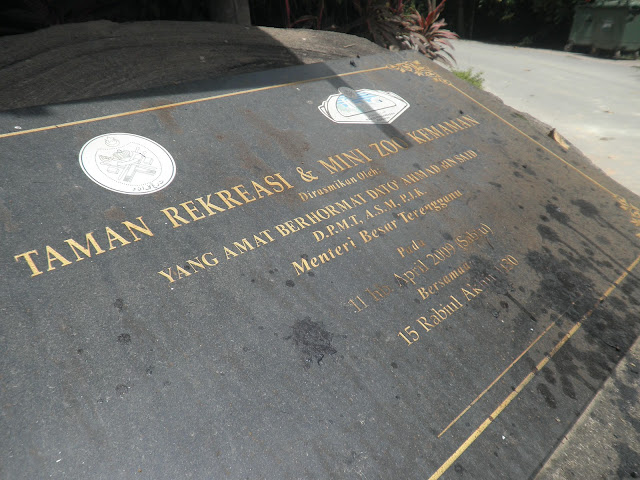 TAMAN REKREASI & MINI ZOO KEMAMAN
Dirasmikan Oleh:
YANG AMAT BERHORMAT DATO' AHMAD BIN SAID
D.P.M.T, A.S.M, P.J.K
Menteri Besar Terengganu
Pada
11 hb April 2009 (Sabtu)
Bersamaan
15 Rabiul Akhir 1430